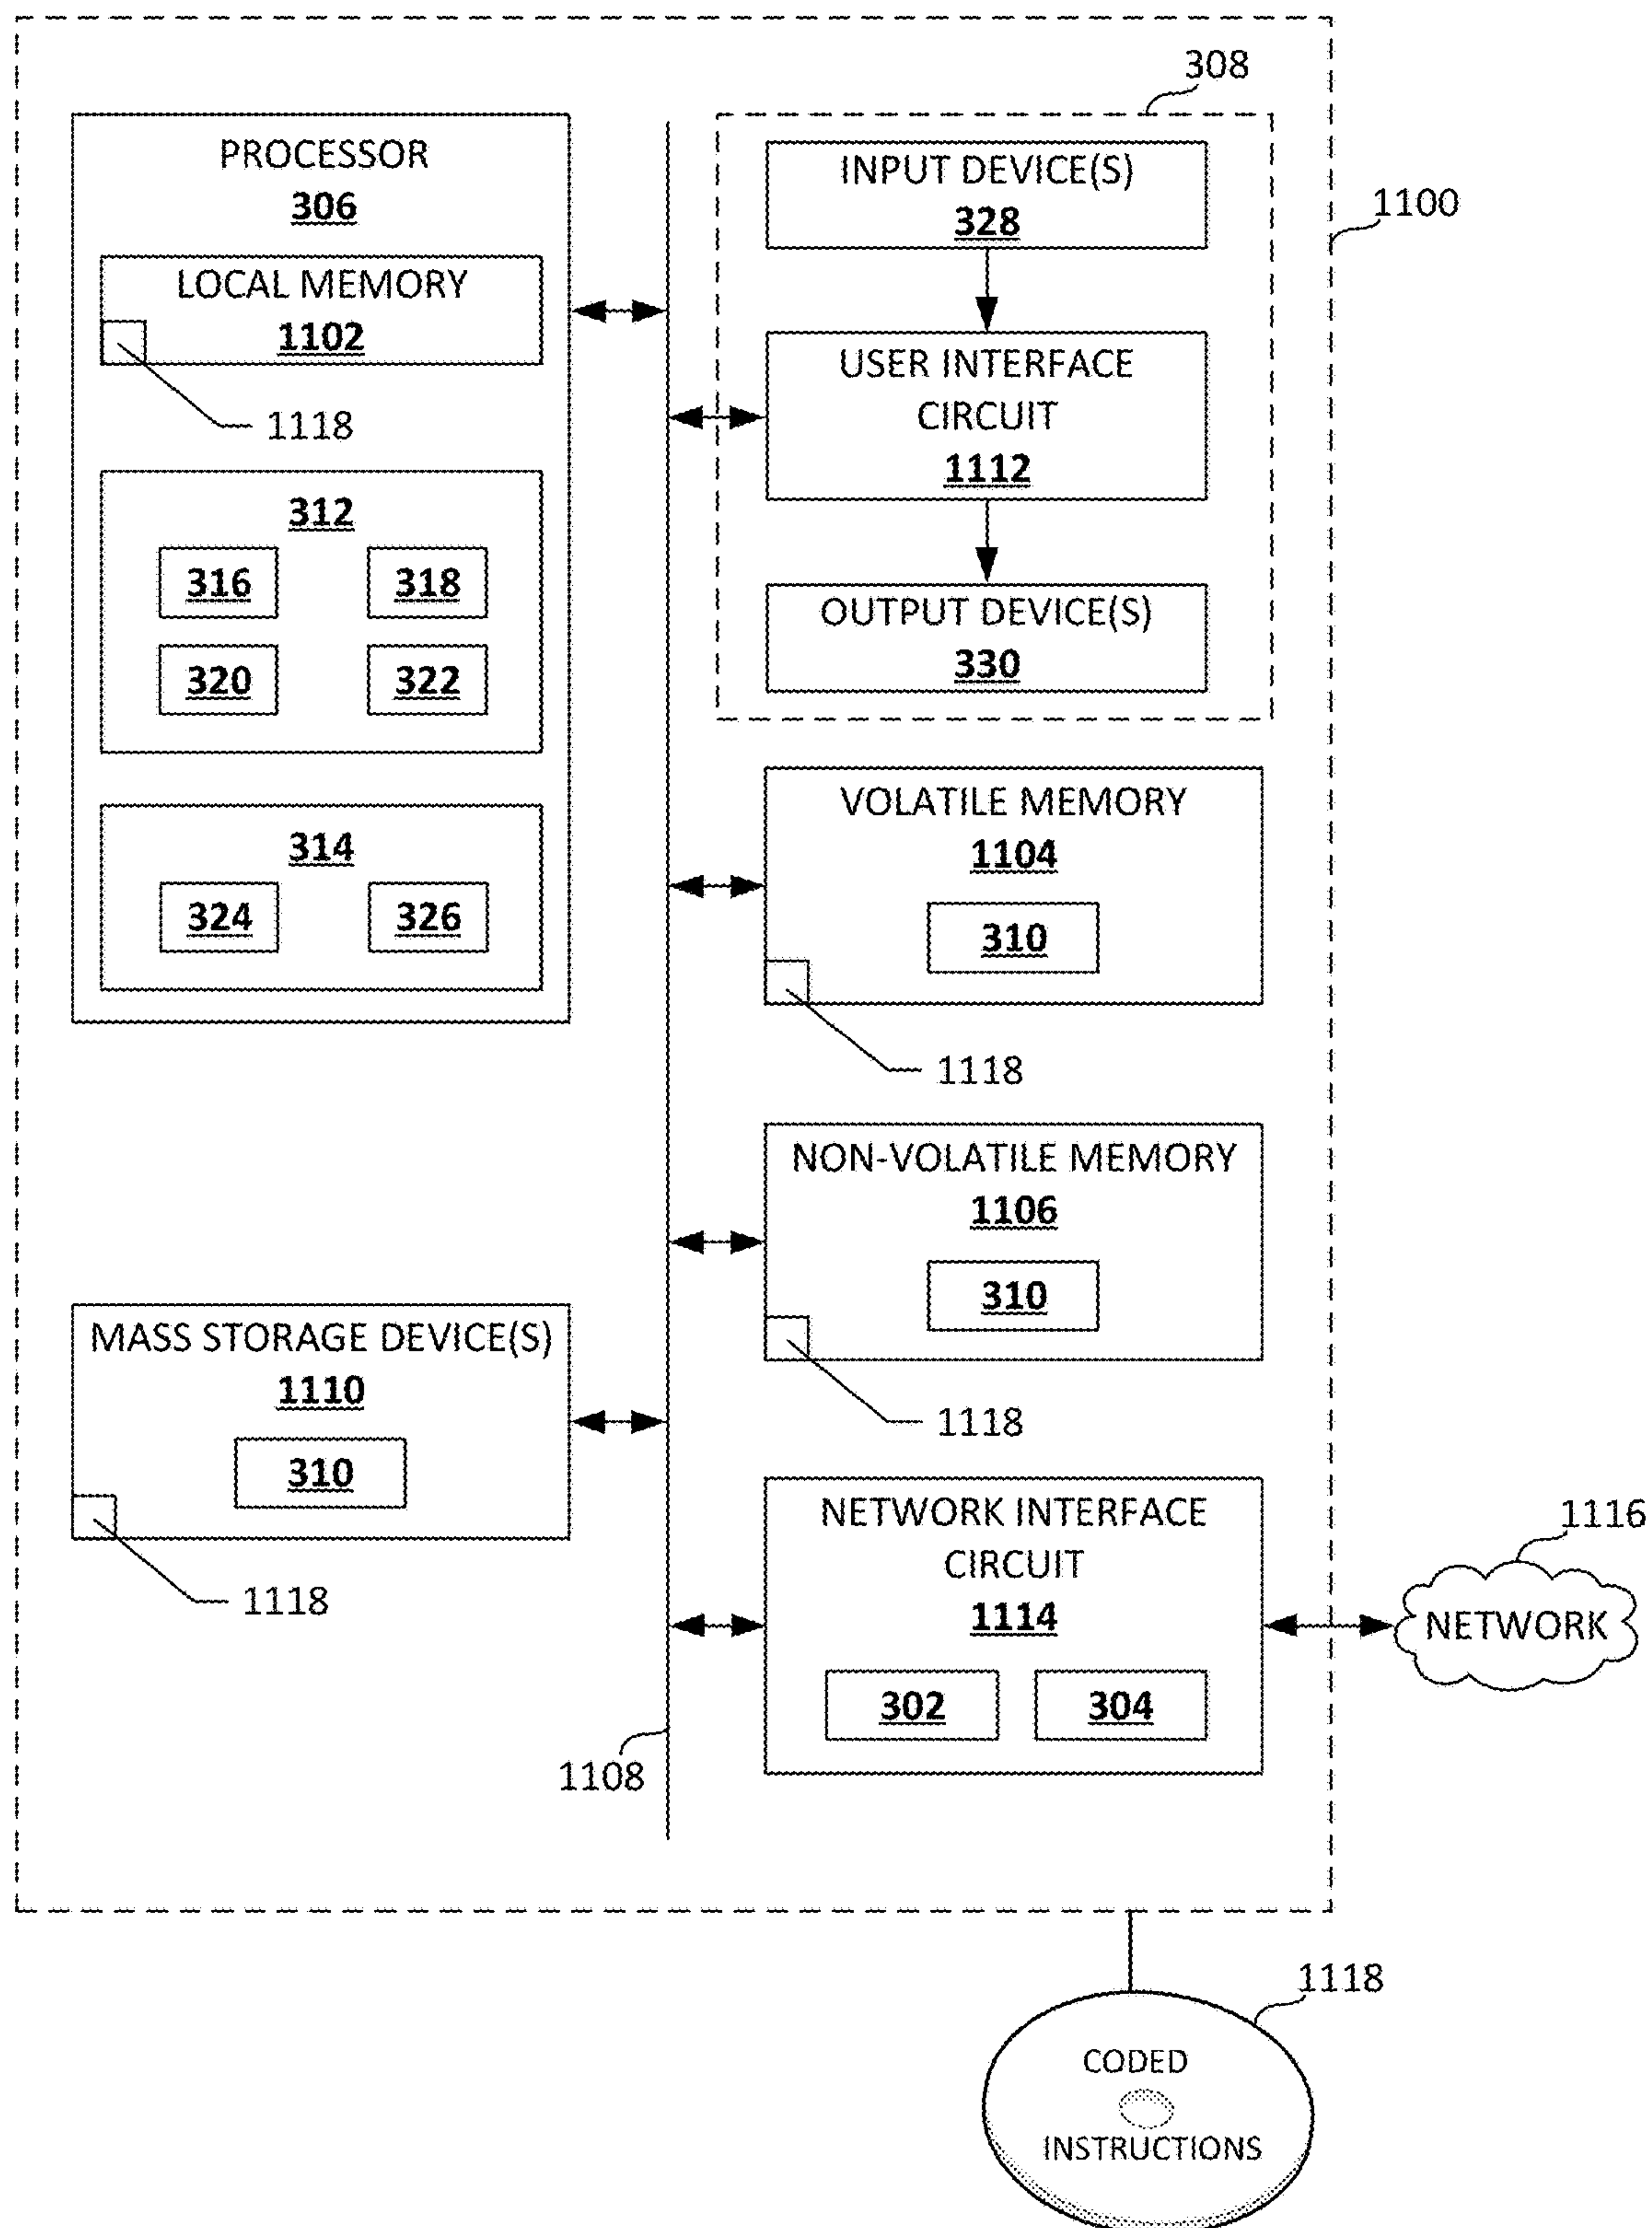 308
1100
PROCESSOR
306
LOCAL MEMORY
1102
1118
312
316
318
320
322
314
324
326
INPUT DEVICE(S)
328
USER INTERFACE
CIRCUIT
1112
OUTPUT DEVICE(S)
330
VOLATILE MEMORY
1104
310
1118
NON-VOLATILE MEMORY
1106
310
1118
MASS STORAGE DEVICE(S)
1110
310
1118
NETWORK INTERFACE
CIRCUIT
1114
302
304
1116
NETWORK
1108
1118
CODED
INSTRUCTIONS